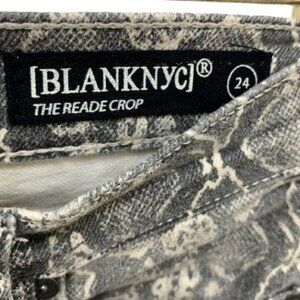 [BLANKNYC]®
THE READE CROP
24